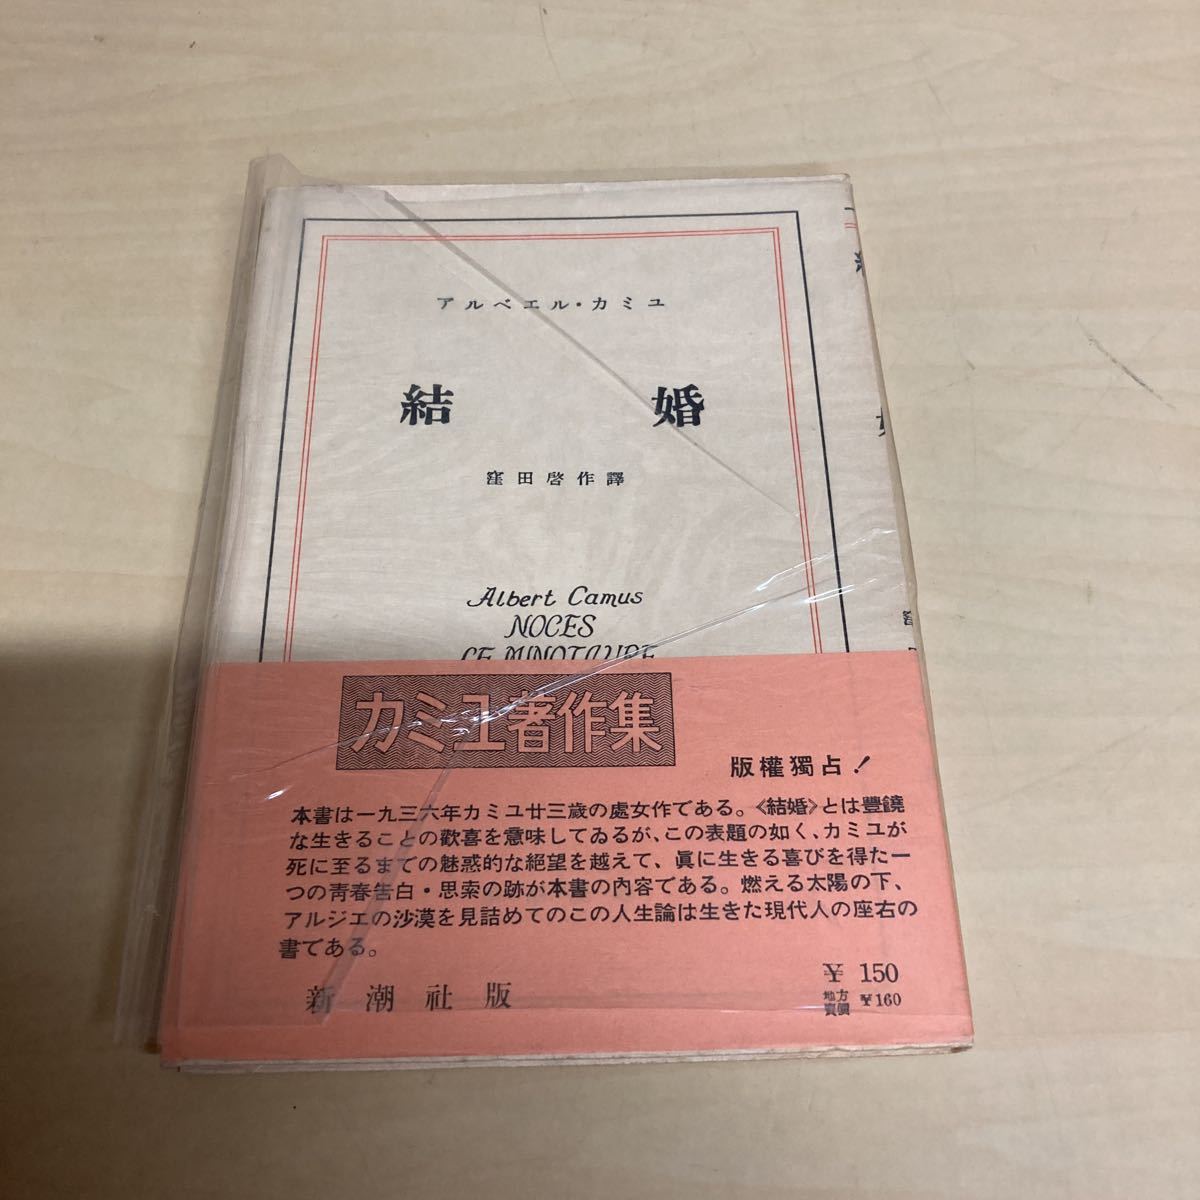 アルベエル・カミユ
結婚
窪田啓作譯
Albert Camus
NOCES
LE MINOTAURE
カミユ著作集
版權獨占！
本書は一九三六年カミユ廿三歲の處女作である。《結婚》とは豐饒
な生きることの歡喜を意味してゐるが、この表題の如く、カミユが
死に至るまでの魅惑的な絕望を越えて、眞に生きる喜びを得た一
つの青春告白・思索の跡が本書の内容である。燃える太陽の下、
アルジエの沙漠を見詰めてのこの人生論は生きた現代人の座右の
書である。
¥ 150
地方賣價 ¥160
新潮社版